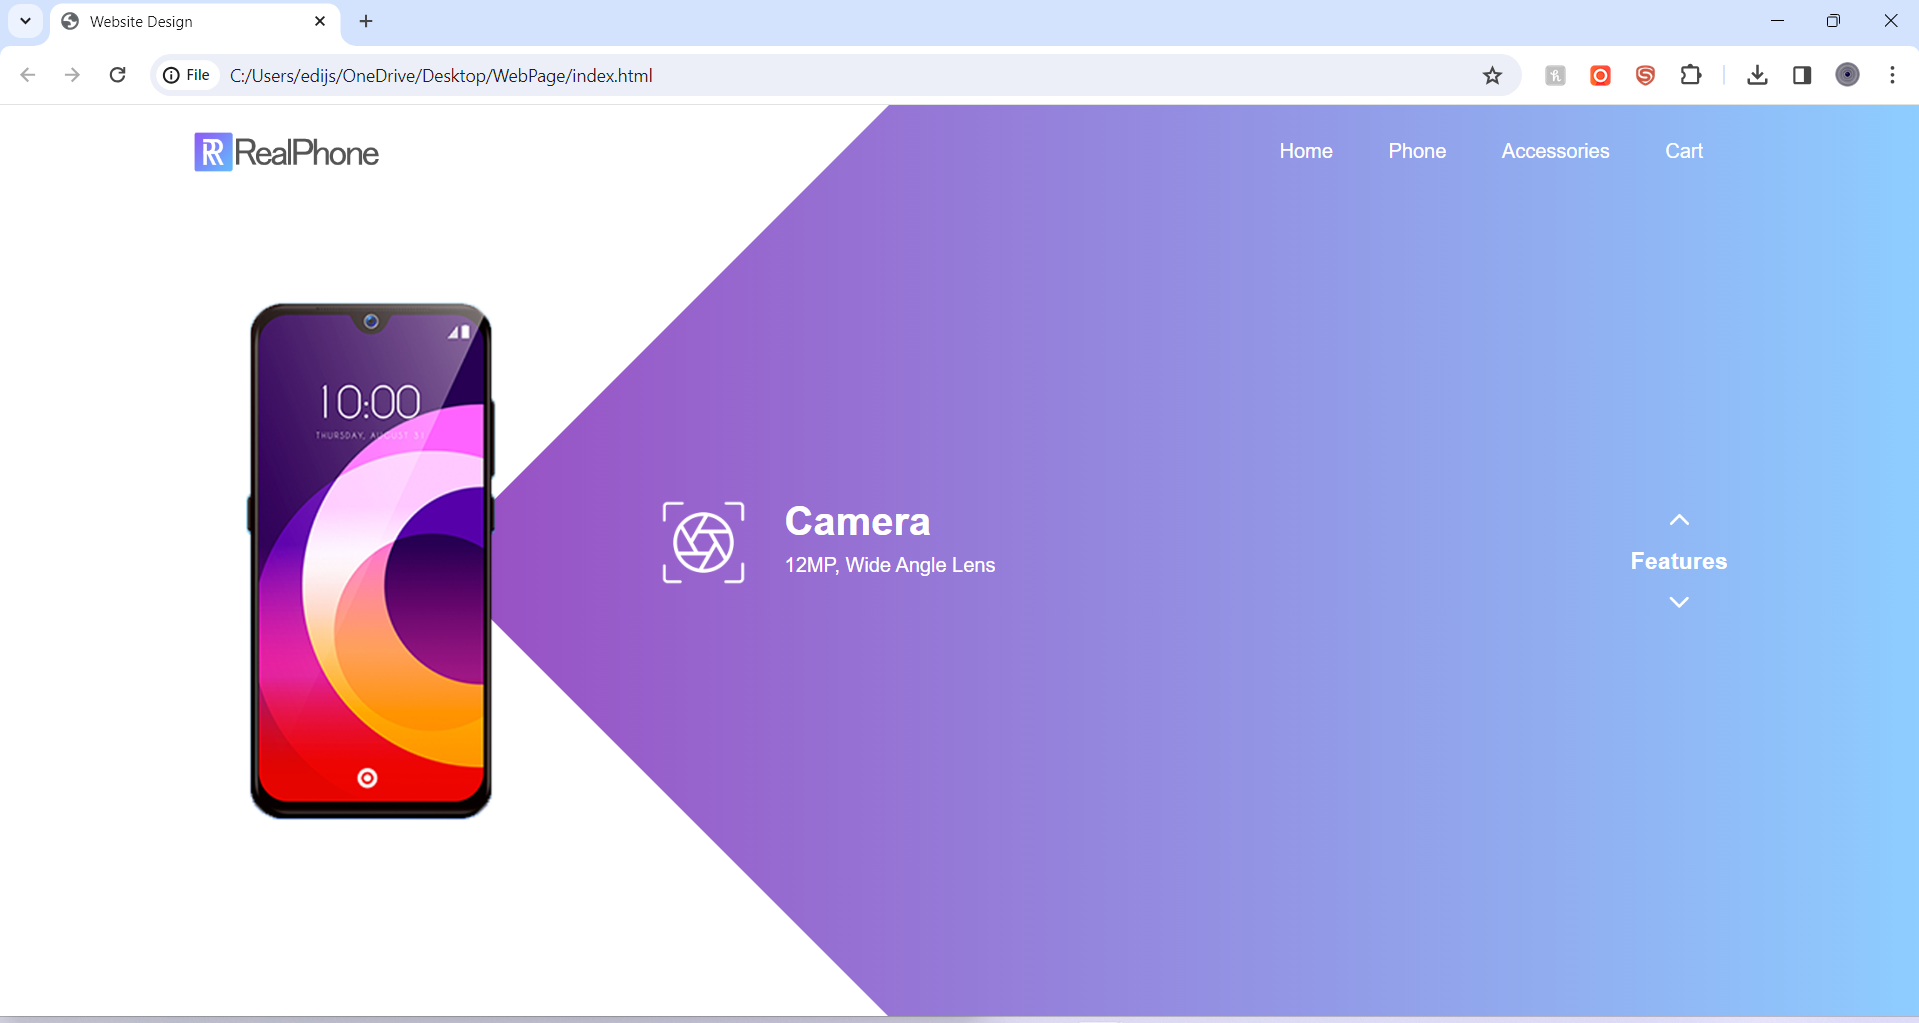 Website Design
File
C:/Users/edijs/OneDrive/Desktop/WebPage/index.html
RealPhone
Home
Phone
Accessories
Cart
10:00
THURSDAY, AUGUST 31
Camera
12MP, Wide Angle Lens
Features